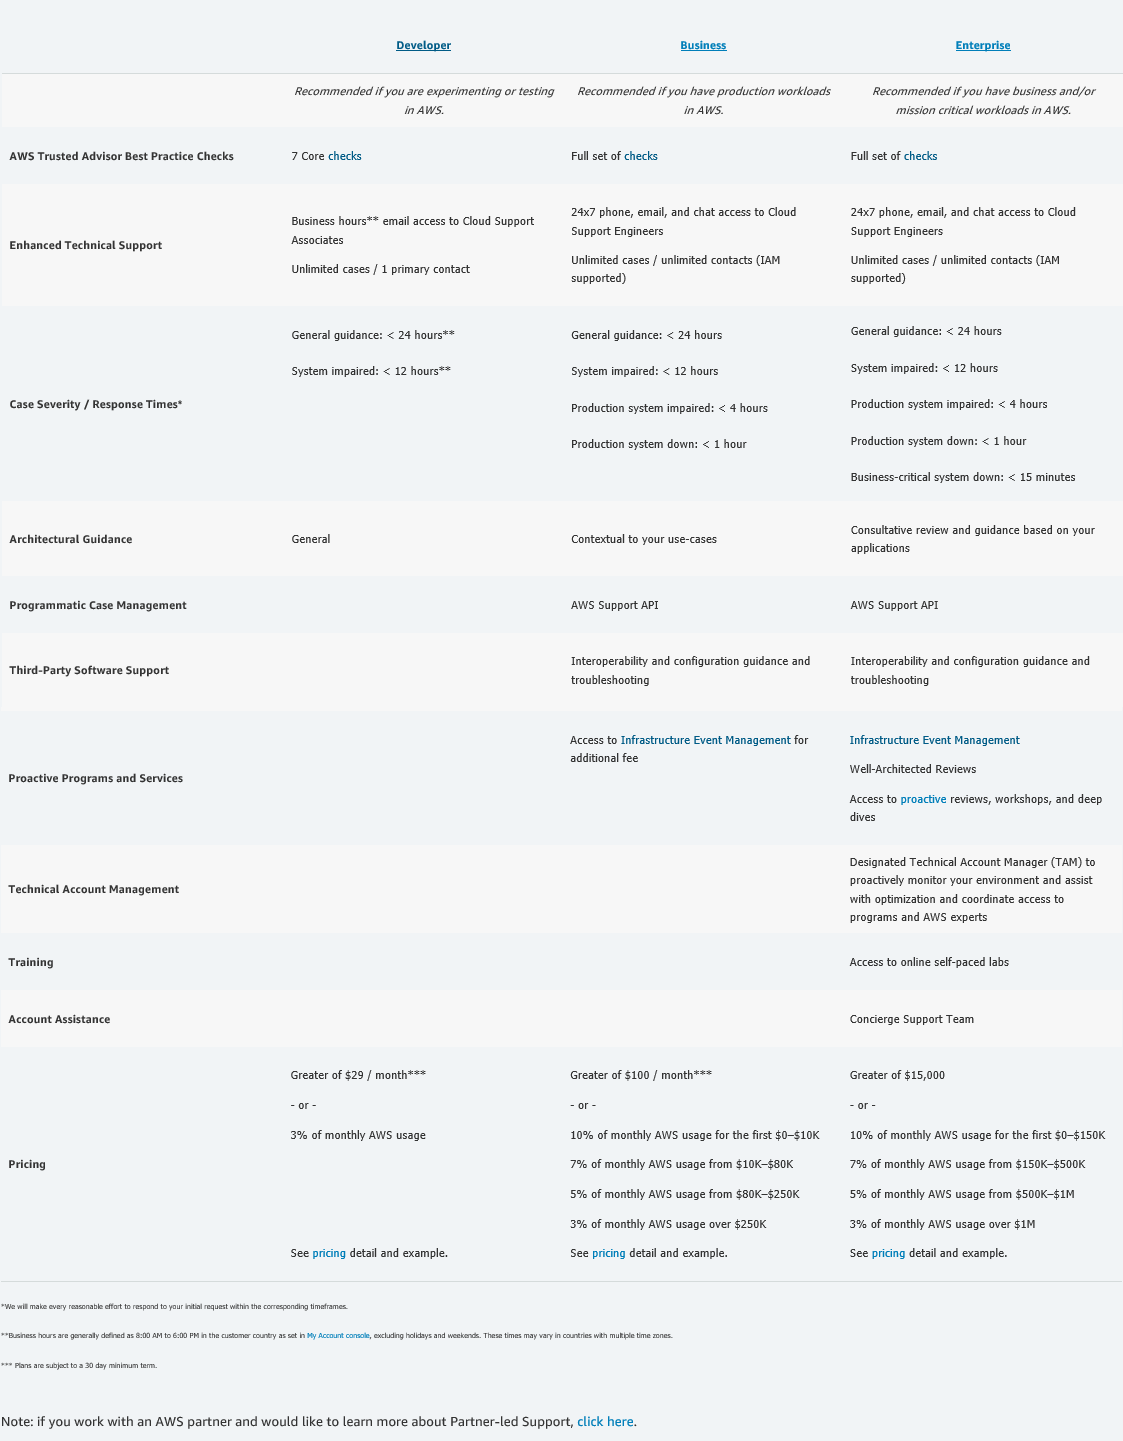 Developer Business Enterprise
Recommended if you are experimenting or testing in AWS.
Recommended if you have production workloads in AWS.
Recommended if you have business and/or mission critical workloads in AWS.
AWS Trusted Advisor Best Practice Checks
7 Core checks
Full set of checks
Full set of checks
Enhanced Technical Support
Business hours** email access to Cloud Support
Associates
Unlimited cases / 1 primary contact
24x7 phone, email, and chat access to Cloud
Support Engineers
Unlimited cases / unlimited contacts (IAM
supported)
24x7 phone, email, and chat access to Cloud
Support Engineers
Unlimited cases / unlimited contacts (IAM
supported)
Case Severity / Response Times*
General guidance: < 24 hours**
System impaired: < 12 hours**
General guidance: < 24 hours
System impaired: < 12 hours
Production system impaired: < 4 hours
Production system down: < 1 hour
General guidance: < 24 hours
System impaired: < 12 hours
Production system impaired: < 4 hours
Production system down: < 1 hour
Business-critical system down: < 15 minutes
Architectural Guidance
General
Contextual to your use-cases
Consultative review and guidance based on your
applications
Programmatic Case Management
AWS Support API
AWS Support API
Third-Party Software Support
Interoperability and configuration guidance and
troubleshooting
Interoperability and configuration guidance and
troubleshooting
Proactive Programs and Services
Access to Infrastructure Event Management for
additional fee
Infrastructure Event Management
Well-Architected Reviews
Access to proactive reviews, workshops, and deep
dives
Technical Account Management
Designated Technical Account Manager (TAM) to
proactively monitor your environment and assist
with optimization and coordinate access to
programs and AWS experts
Training
Access to online self-paced labs
Account Assistance
Concierge Support Team
Pricing
Greater of $29 / month***
- or -
3% of monthly AWS usage
See pricing detail and example.
Greater of $100 / month***
- or -
10% of monthly AWS usage for the first $0–$10K
7% of monthly AWS usage from $10K–$80K
5% of monthly AWS usage from $80K–$250K
3% of monthly AWS usage over $250K
See pricing detail and example.
Greater of $15,000
- or -
10% of monthly AWS usage for the first $0–$150K
7% of monthly AWS usage from $150K–$500K
5% of monthly AWS usage from $500K–$1M
3% of monthly AWS usage over $1M
See pricing detail and example.
*We will make every reasonable effort to respond to your initial request within the corresponding timeframes.
**Business hours are generally defined as 8:00 AM to 6:00 PM in the customer country as set in My Account console, excluding holidays and weekends. These times may vary in countries with multiple time zones.
*** Plans are subject to a 30 day minimum term.
Note: if you work with an AWS partner and would like to learn more about Partner-led Support, click here.